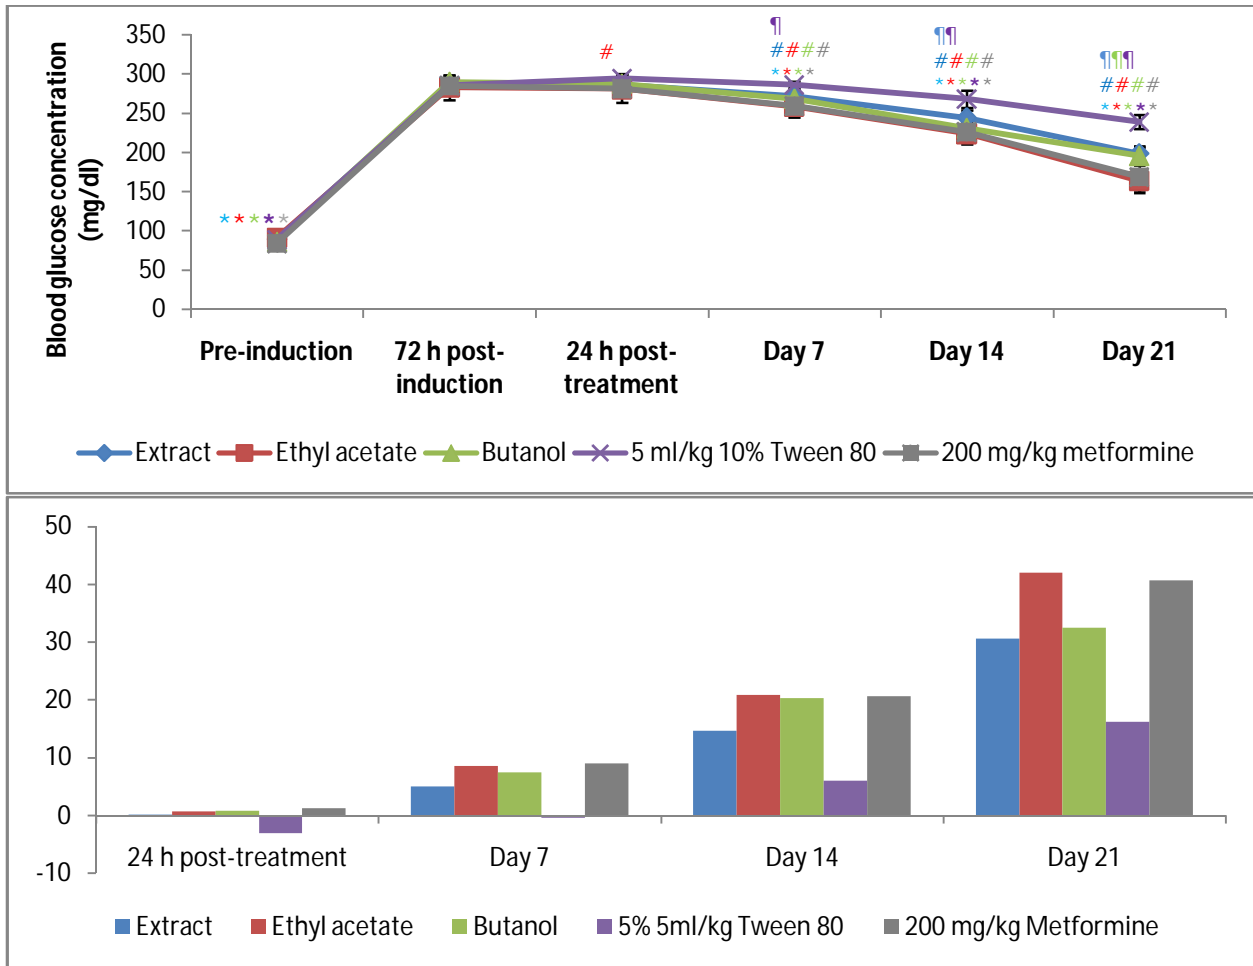 350
300
250
200
150
100
50
0
Blood glucose concentration
(mg/dl)
*****
#
¶
####
****
¶¶
####
*****
¶¶¶
####
*****
Pre-induction
72 h post-
induction
24 h post-
treatment
Day 7
Day 14
Day 21
Extract
Ethyl acetate
Butanol
5 ml/kg 10% Tween 80
200 mg/kg metformine
50
40
30
20
10
0
-10
24 h post-treatment
Day 7
Day 14
Day 21
Extract
Ethyl acetate
Butanol
5% 5ml/kg Tween 80
200 mg/kg Metformine